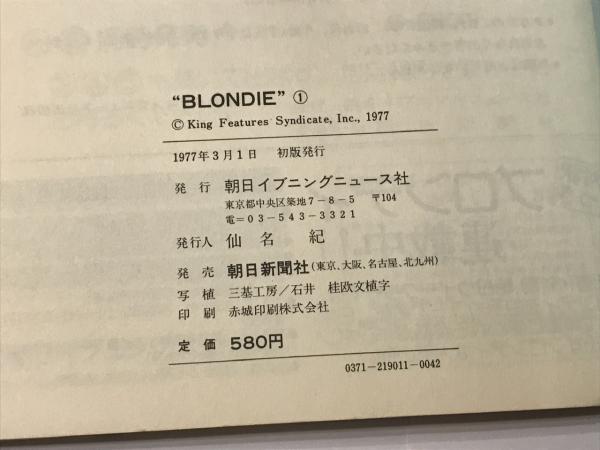 “BLONDIE” ①
© King Features Syndicate, Inc., 1977
1977年3月1日 初版発行
発行 朝日イブニングニュース社
東京都中央区築地7－8－5 〒104
電＝03－543－3321
発行人 仙名 紀
発売 朝日新聞社(東京、大阪、名古屋、北九州)
写植 三基工房／石井 桂欧文植字
印刷 赤城印刷株式会社
定価 580円
0371－219011－0042